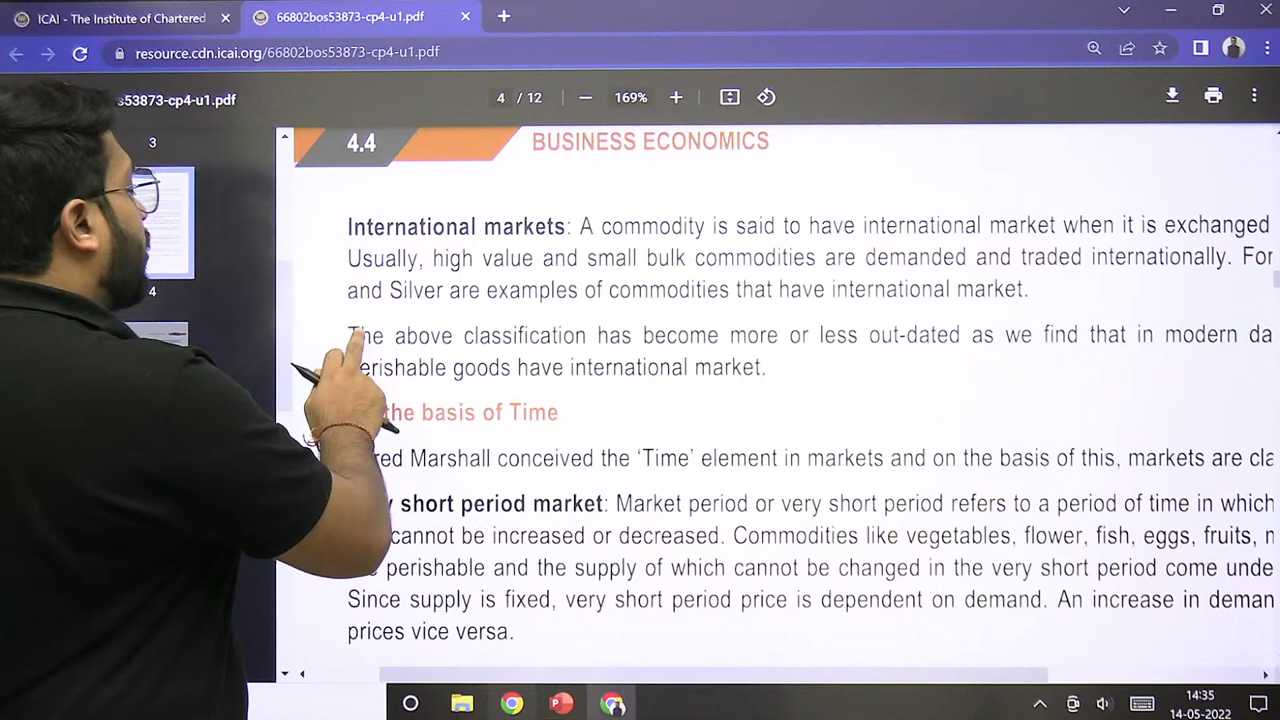 ICAI - The Institute of Chartered
66802bos53873-cp4-u1.pdf
resource.cdn.icai.org/66802bos53873-cp4-u1.pdf
s53873-cp4-u1.pdf
4 / 12
169%
3
4
4.4 BUSINESS ECONOMICS
International markets: A commodity is said to have international market when it is exchanged
Usually, high value and small bulk commodities are demanded and traded internationally. For
and Silver are examples of commodities that have international market.
The above classification has become more or less out-dated as we find that in modern da
erishable goods have international market.
the basis of Time
red Marshall conceived the ‘Time’ element in markets and on the basis of this, markets are cla
short period market: Market period or very short period refers to a period of time in which
cannot be increased or decreased. Commodities like vegetables, flower, fish, eggs, fruits, m
perishable and the supply of which cannot be changed in the very short period come unde
Since supply is fixed, very short period price is dependent on demand. An increase in deman
prices vice versa.
14:35
14-05-2022